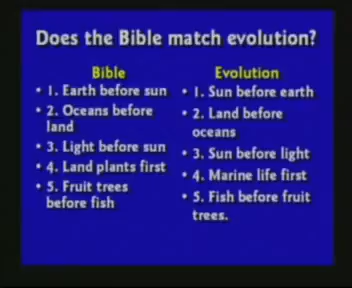 Does the Bible match evolution?
Bible
• 1. Earth before sun
• 2. Oceans before
land
• 3. Light before sun
• 4. Land plants first
• 5. Fruit trees
before fish
Evolution
• 1. Sun before earth
• 2. Land before
oceans
• 3. Sun before light
• 4. Marine life first
• 5. Fish before fruit
trees.